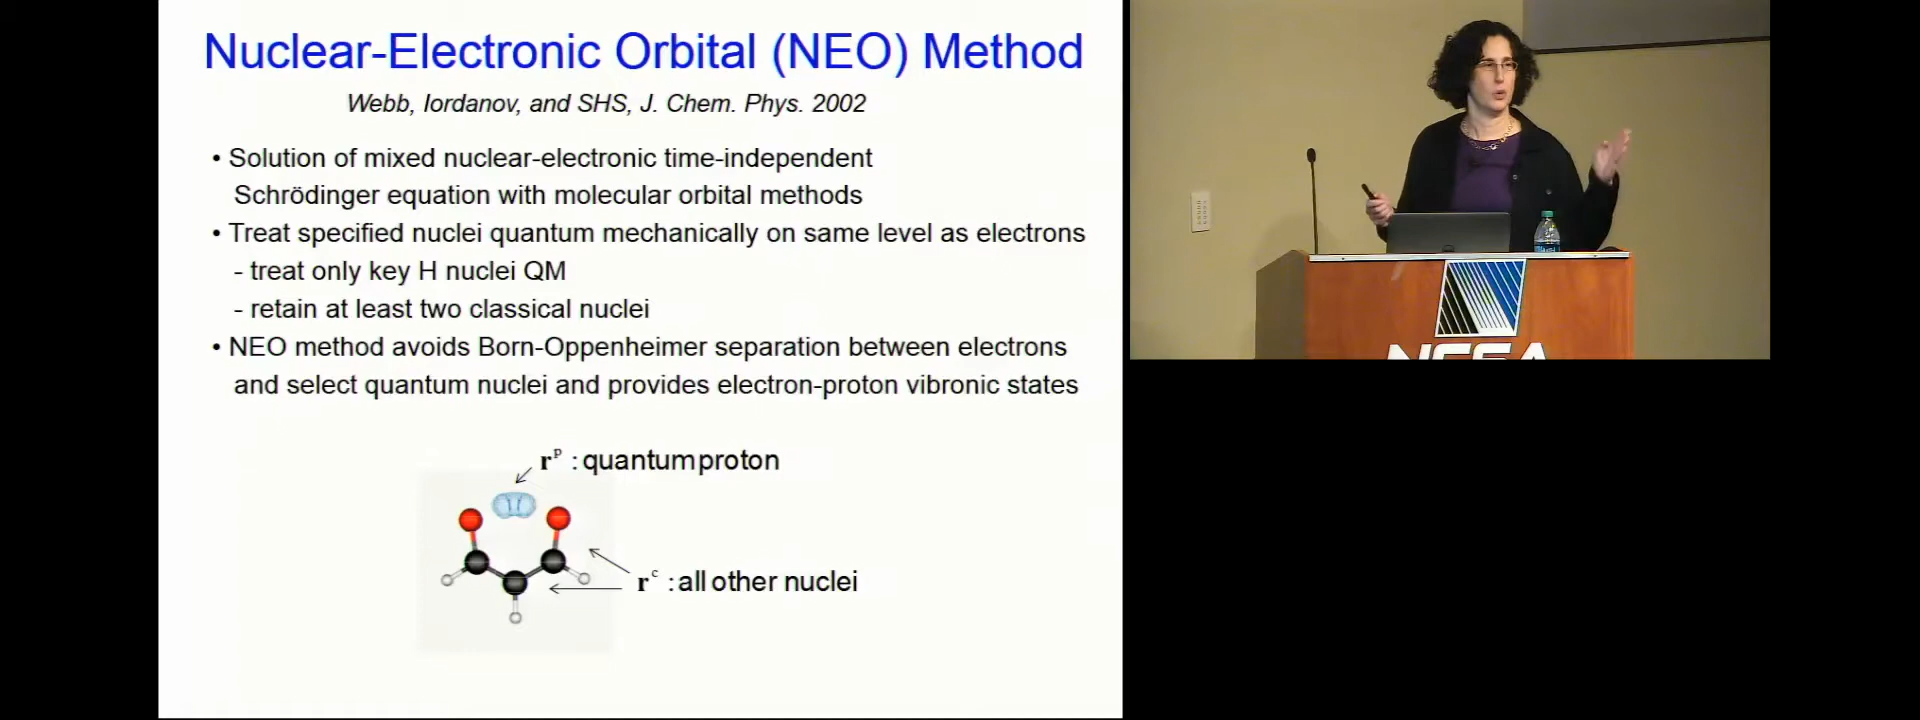 Nuclear-Electronic Orbital (NEO) Method
Webb, Iordanov, and SHS, J. Chem. Phys. 2002
• Solution of mixed nuclear-electronic time-independent
Schrödinger equation with molecular orbital methods
• Treat specified nuclei quantum mechanically on same level as electrons
- treat only key H nuclei QM
- retain at least two classical nuclei
• NEO method avoids Born-Oppenheimer separation between electrons
and select quantum nuclei and provides electron-proton vibronic states
r^p : quantum proton
r^c : all other nuclei
NCSA